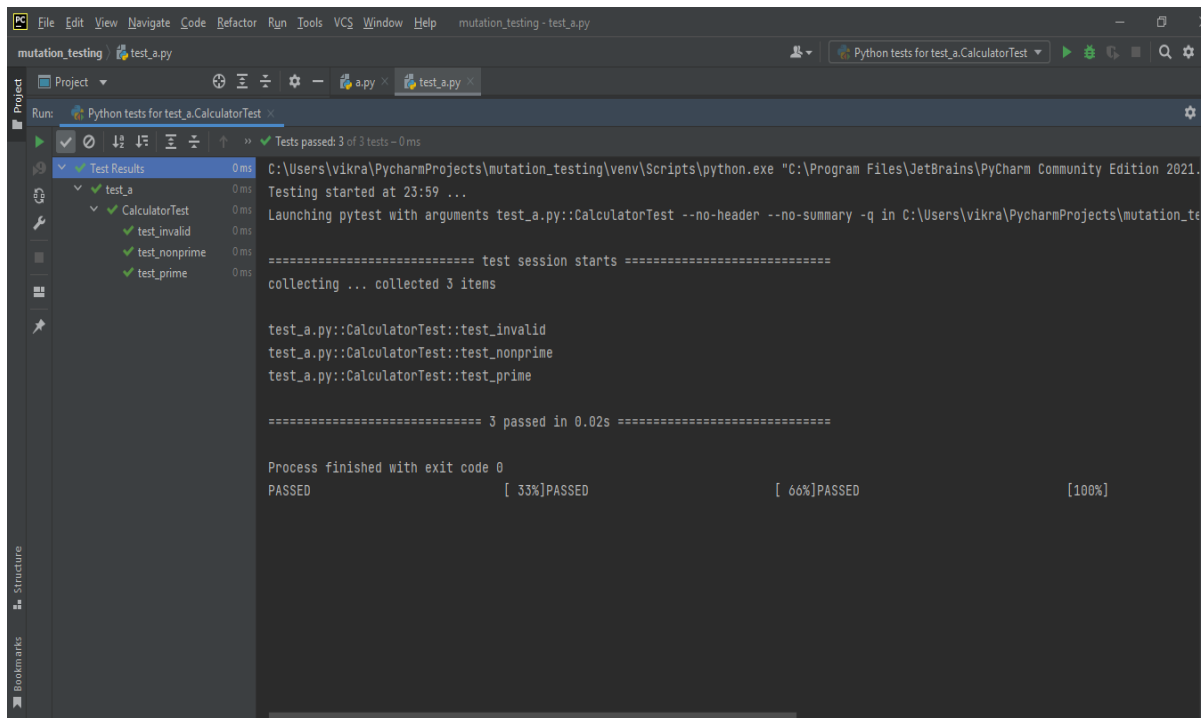 PC File Edit View Navigate Code Refactor Run Tools VCS Window Help mutation_testing - test_a.py
mutation_testing test_a.py Python tests for test_a.CalculatorTest
Project a.py test_a.py
Project
Run: Python tests for test_a.CalculatorTest
Tests passed: 3 of 3 tests – 0 ms
Test Results 0 ms
test_a 0 ms
CalculatorTest 0 ms
test_invalid 0 ms
test_nonprime 0 ms
test_prime 0 ms
C:\Users\vikra\PycharmProjects\mutation_testing\venv\Scripts\python.exe "C:\Program Files\JetBrains\PyCharm Community Edition 2021.
Testing started at 23:59 ...
Launching pytest with arguments test_a.py::CalculatorTest --no-header --no-summary -q in C:\Users\vikra\PycharmProjects\mutation_te
============================= test session starts =============================
collecting ... collected 3 items
test_a.py::CalculatorTest::test_invalid
test_a.py::CalculatorTest::test_nonprime
test_a.py::CalculatorTest::test_prime
============================== 3 passed in 0.02s ==============================
Process finished with exit code 0
PASSED [ 33%]PASSED [ 66%]PASSED [100%]
Structure
Bookmarks